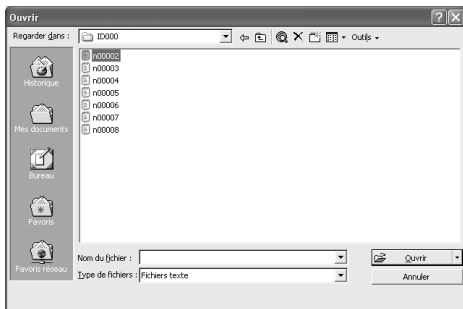 Ouvrir
Regarder dans : ID000 Outils
n00002
n00003
n00004
n00005
n00006
n00007
n00008
Historique
Mes documents
Bureau
Favoris
Favoris réseau
Nom du fichier : Ouvrir
Type de fichiers : Fichiers texte Annuler